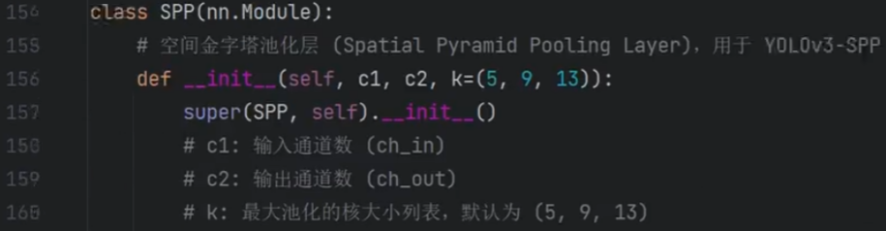 154 class SPP(nn.Module):
155 # 空间金字塔池化层 (Spatial Pyramid Pooling Layer), 用于 YOLOv3-SPP
156 def __init__(self, c1, c2, k=(5, 9, 13)):
157 super(SPP, self).__init__()
158 # c1: 输入通道数 (ch_in)
159 # c2: 输出通道数 (ch_out)
160 # k: 最大池化的核大小列表，默认为 (5, 9, 13)